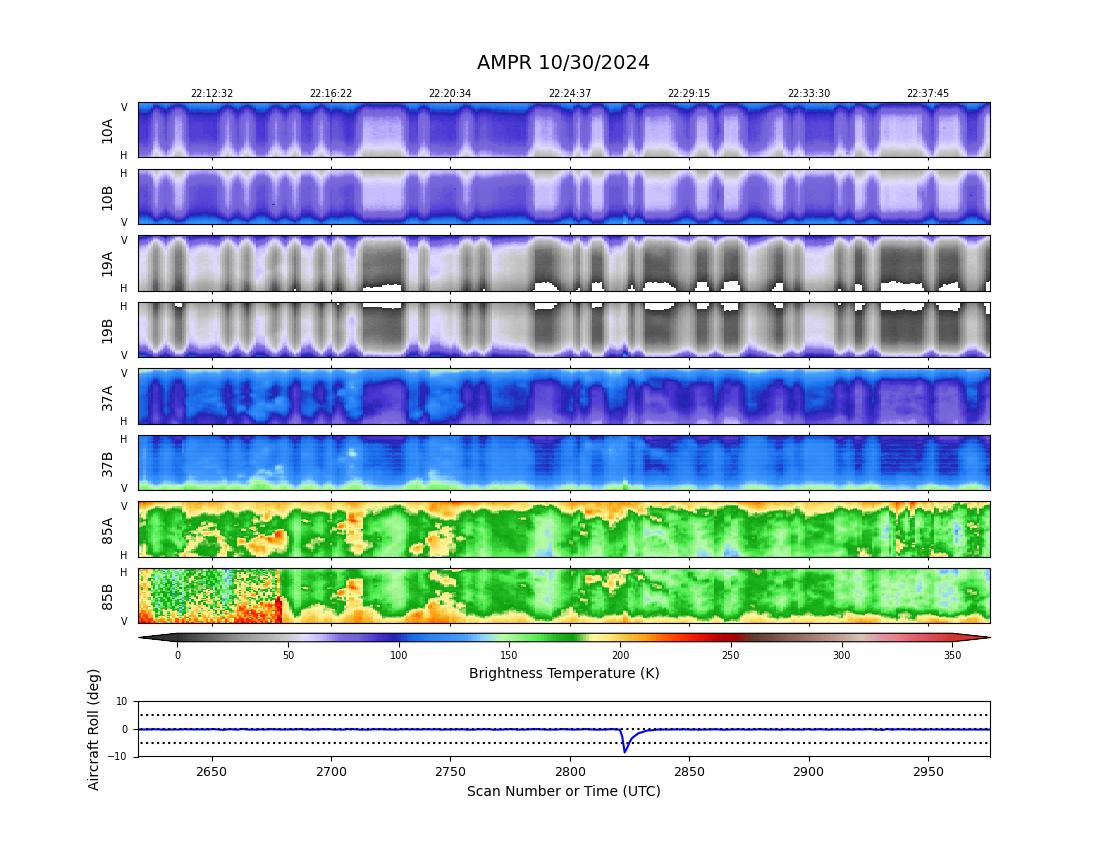 AMPR 10/30/2024
22:12:32 22:16:22 22:20:34 22:24:37 22:29:15 22:33:30 22:37:45
V
10A
H
H
10B
V
V
19A
H
H
19B
V
V
37A
H
H
37B
V
V
85A
H
H
85B
V
0 50 100 150 200 250 300 350
Brightness Temperature (K)
Aircraft Roll (deg)
10
0
−10
2650 2700 2750 2800 2850 2900 2950
Scan Number or Time (UTC)